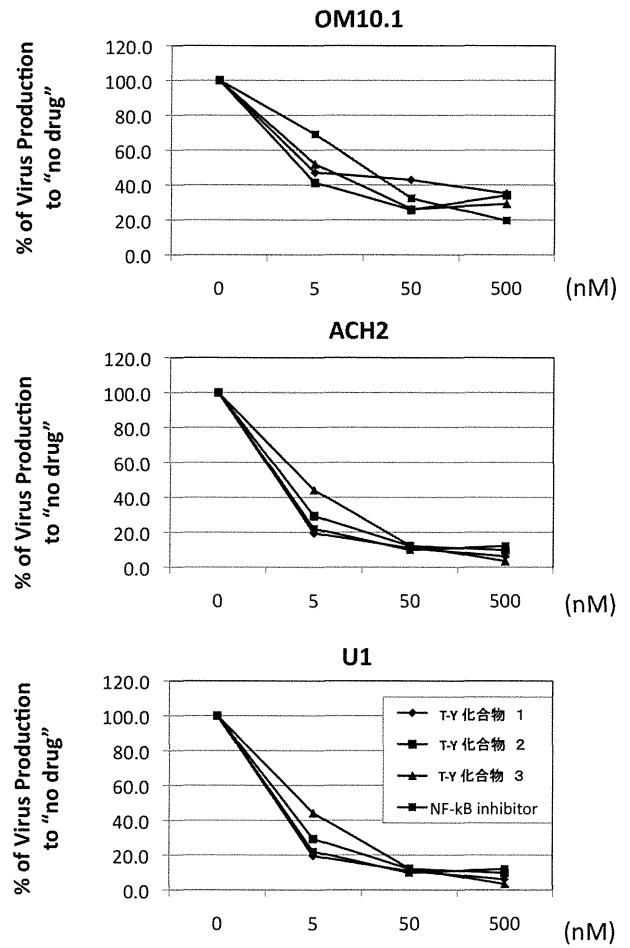 OM10.1
% of Virus Production
to “no drug”
120.0
100.0
80.0
60.0
40.0
20.0
0.0
0 5 50 500 (nM)
ACH2
% of Virus Production
to “no drug”
120.0
100.0
80.0
60.0
40.0
20.0
0.0
0 5 50 500 (nM)
U1
% of Virus Production
to “no drug”
120.0
100.0
80.0
60.0
40.0
20.0
0.0
T-Y 化合物 1
T-Y 化合物 2
T-Y 化合物 3
NF-kB inhibitor
0 5 50 500 (nM)